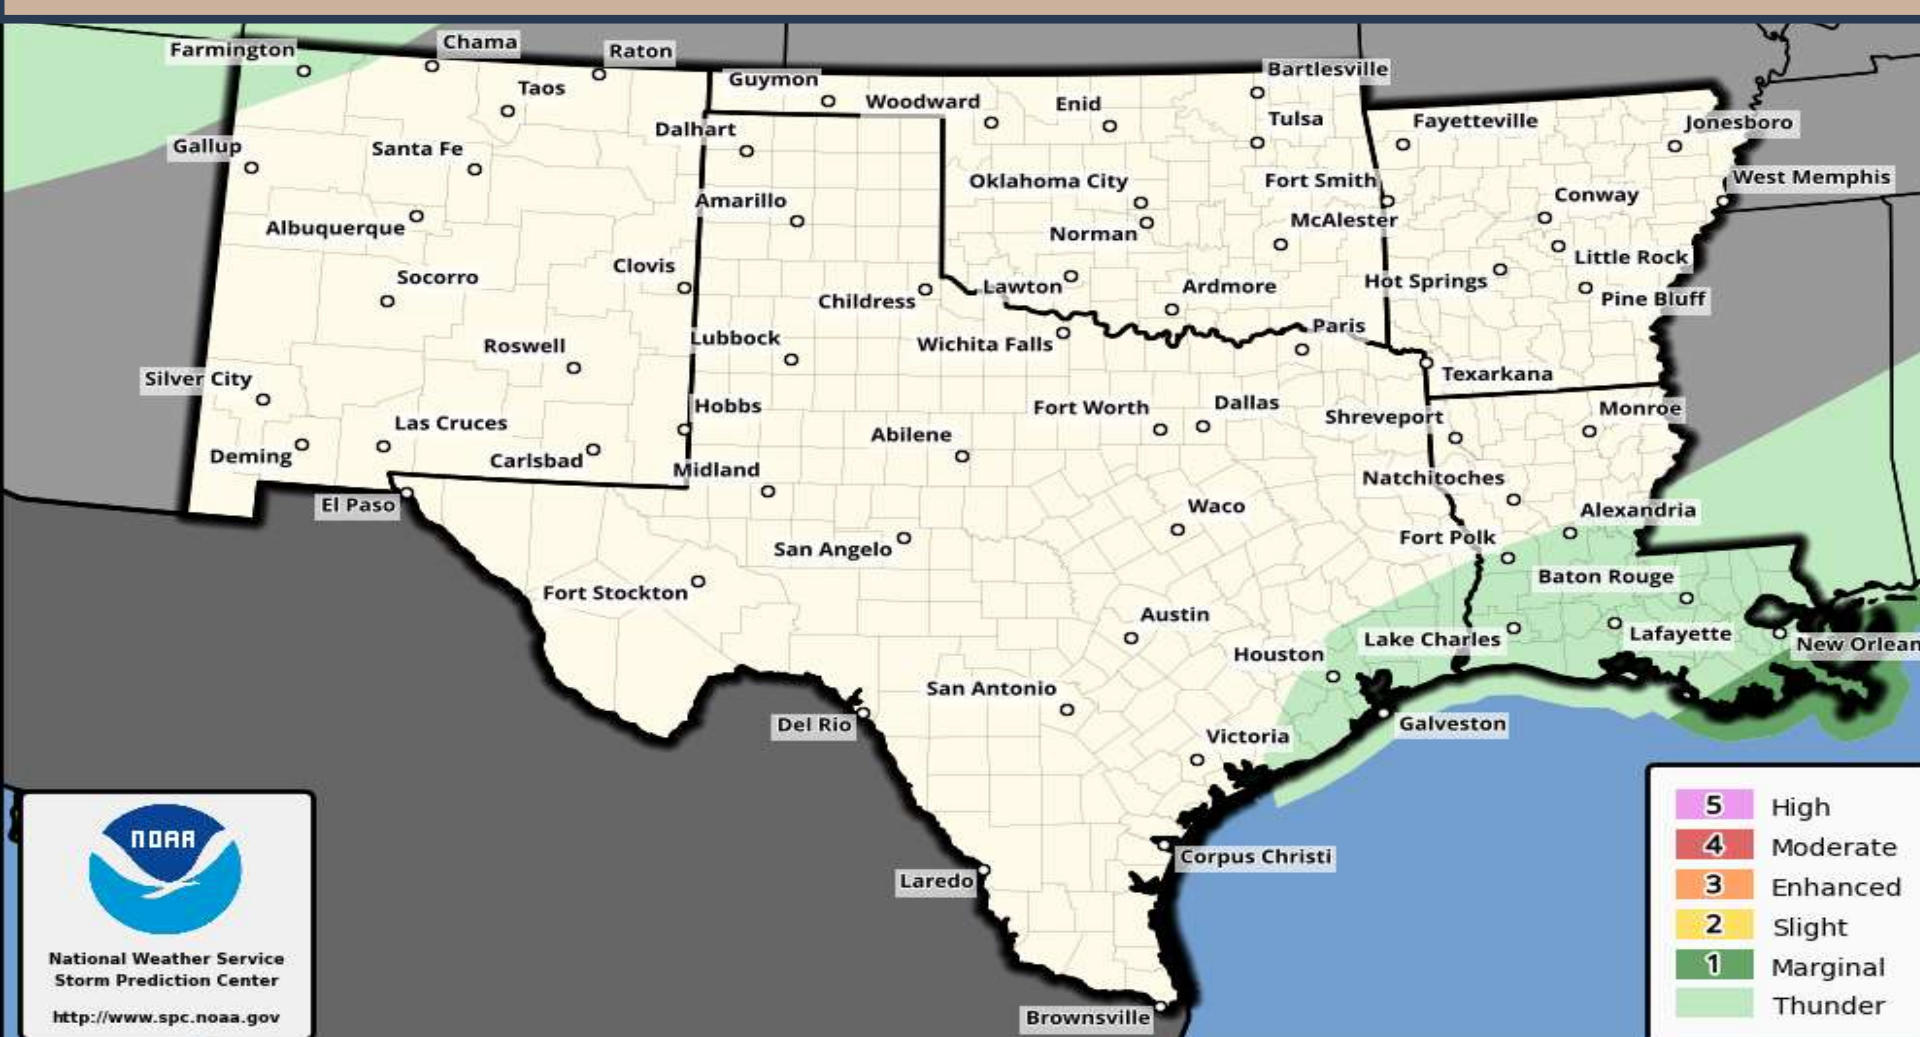 Farmington
Chama
Raton
Taos
Guymon
Bartlesville
Woodward
Enid
Tulsa
Fayetteville
Jonesboro
Dalhart
Gallup
Santa Fe
Oklahoma City
Fort Smith
West Memphis
Conway
Amarillo
McAlester
Albuquerque
Norman
Little Rock
Clovis
Socorro
Hot Springs
Lawton
Ardmore
Childress
Pine Bluff
Paris
Lubbock
Wichita Falls
Roswell
Texarkana
Silver City
Hobbs
Fort Worth
Dallas
Shreveport
Monroe
Las Cruces
Abilene
Deming
Carlsbad
Midland
Natchitoches
El Paso
Waco
Alexandria
Fort Polk
San Angelo
Baton Rouge
Fort Stockton
Austin
Lake Charles
Lafayette
New Orlean
Houston
San Antonio
Del Rio
Galveston
Victoria
Corpus Christi
Laredo
Brownsville
NOAA
National Weather Service
Storm Prediction Center
http://www.spc.noaa.gov
5 High
4 Moderate
3 Enhanced
2 Slight
1 Marginal
Thunder